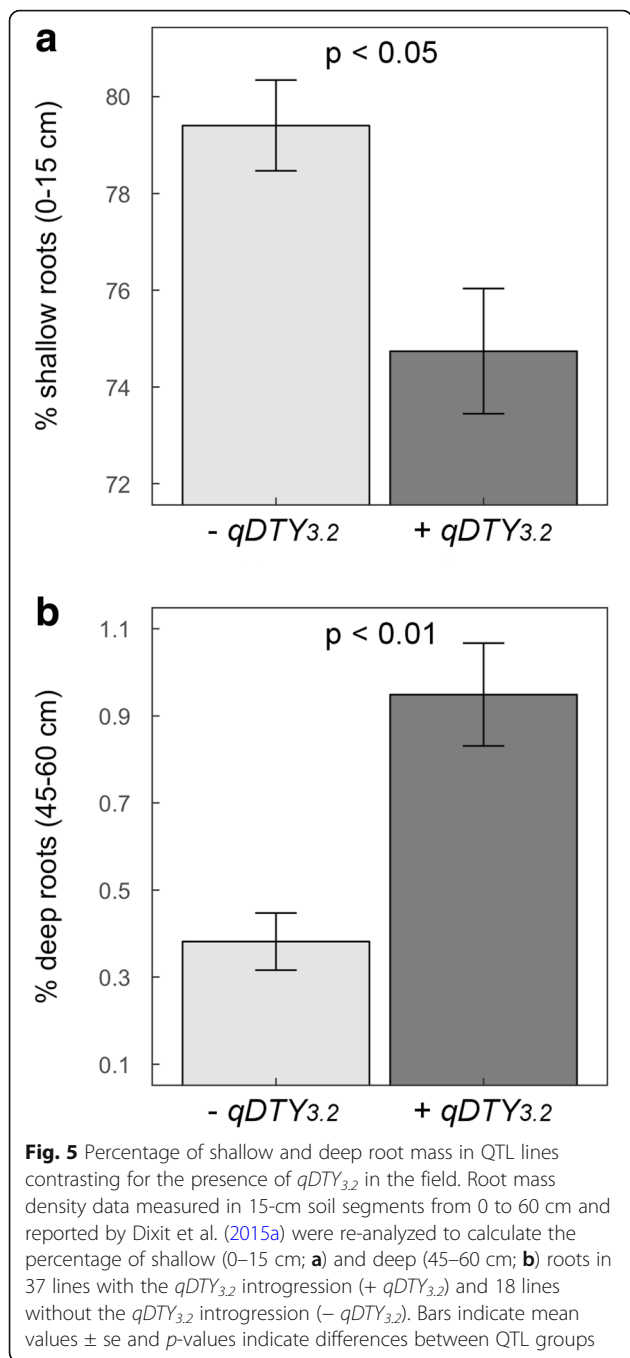 a
p < 0.05
% shallow roots (0-15 cm)
80
78
76
74
72
- qDTY3.2
+ qDTY3.2
b
p < 0.01
% deep roots (45-60 cm)
1.1
0.9
0.7
0.5
0.3
0.1
- qDTY3.2
+ qDTY3.2
Fig. 5 Percentage of shallow and deep root mass in QTL lines
contrasting for the presence of qDTY3.2 in the field. Root mass
density data measured in 15-cm soil segments from 0 to 60 cm and
reported by Dixit et al. (2015a) were re-analyzed to calculate the
percentage of shallow (0–15 cm; a) and deep (45–60 cm; b) roots in
37 lines with the qDTY3.2 introgression (+ qDTY3.2) and 18 lines
without the qDTY3.2 introgression (− qDTY3.2). Bars indicate mean
values ± se and p-values indicate differences between QTL groups